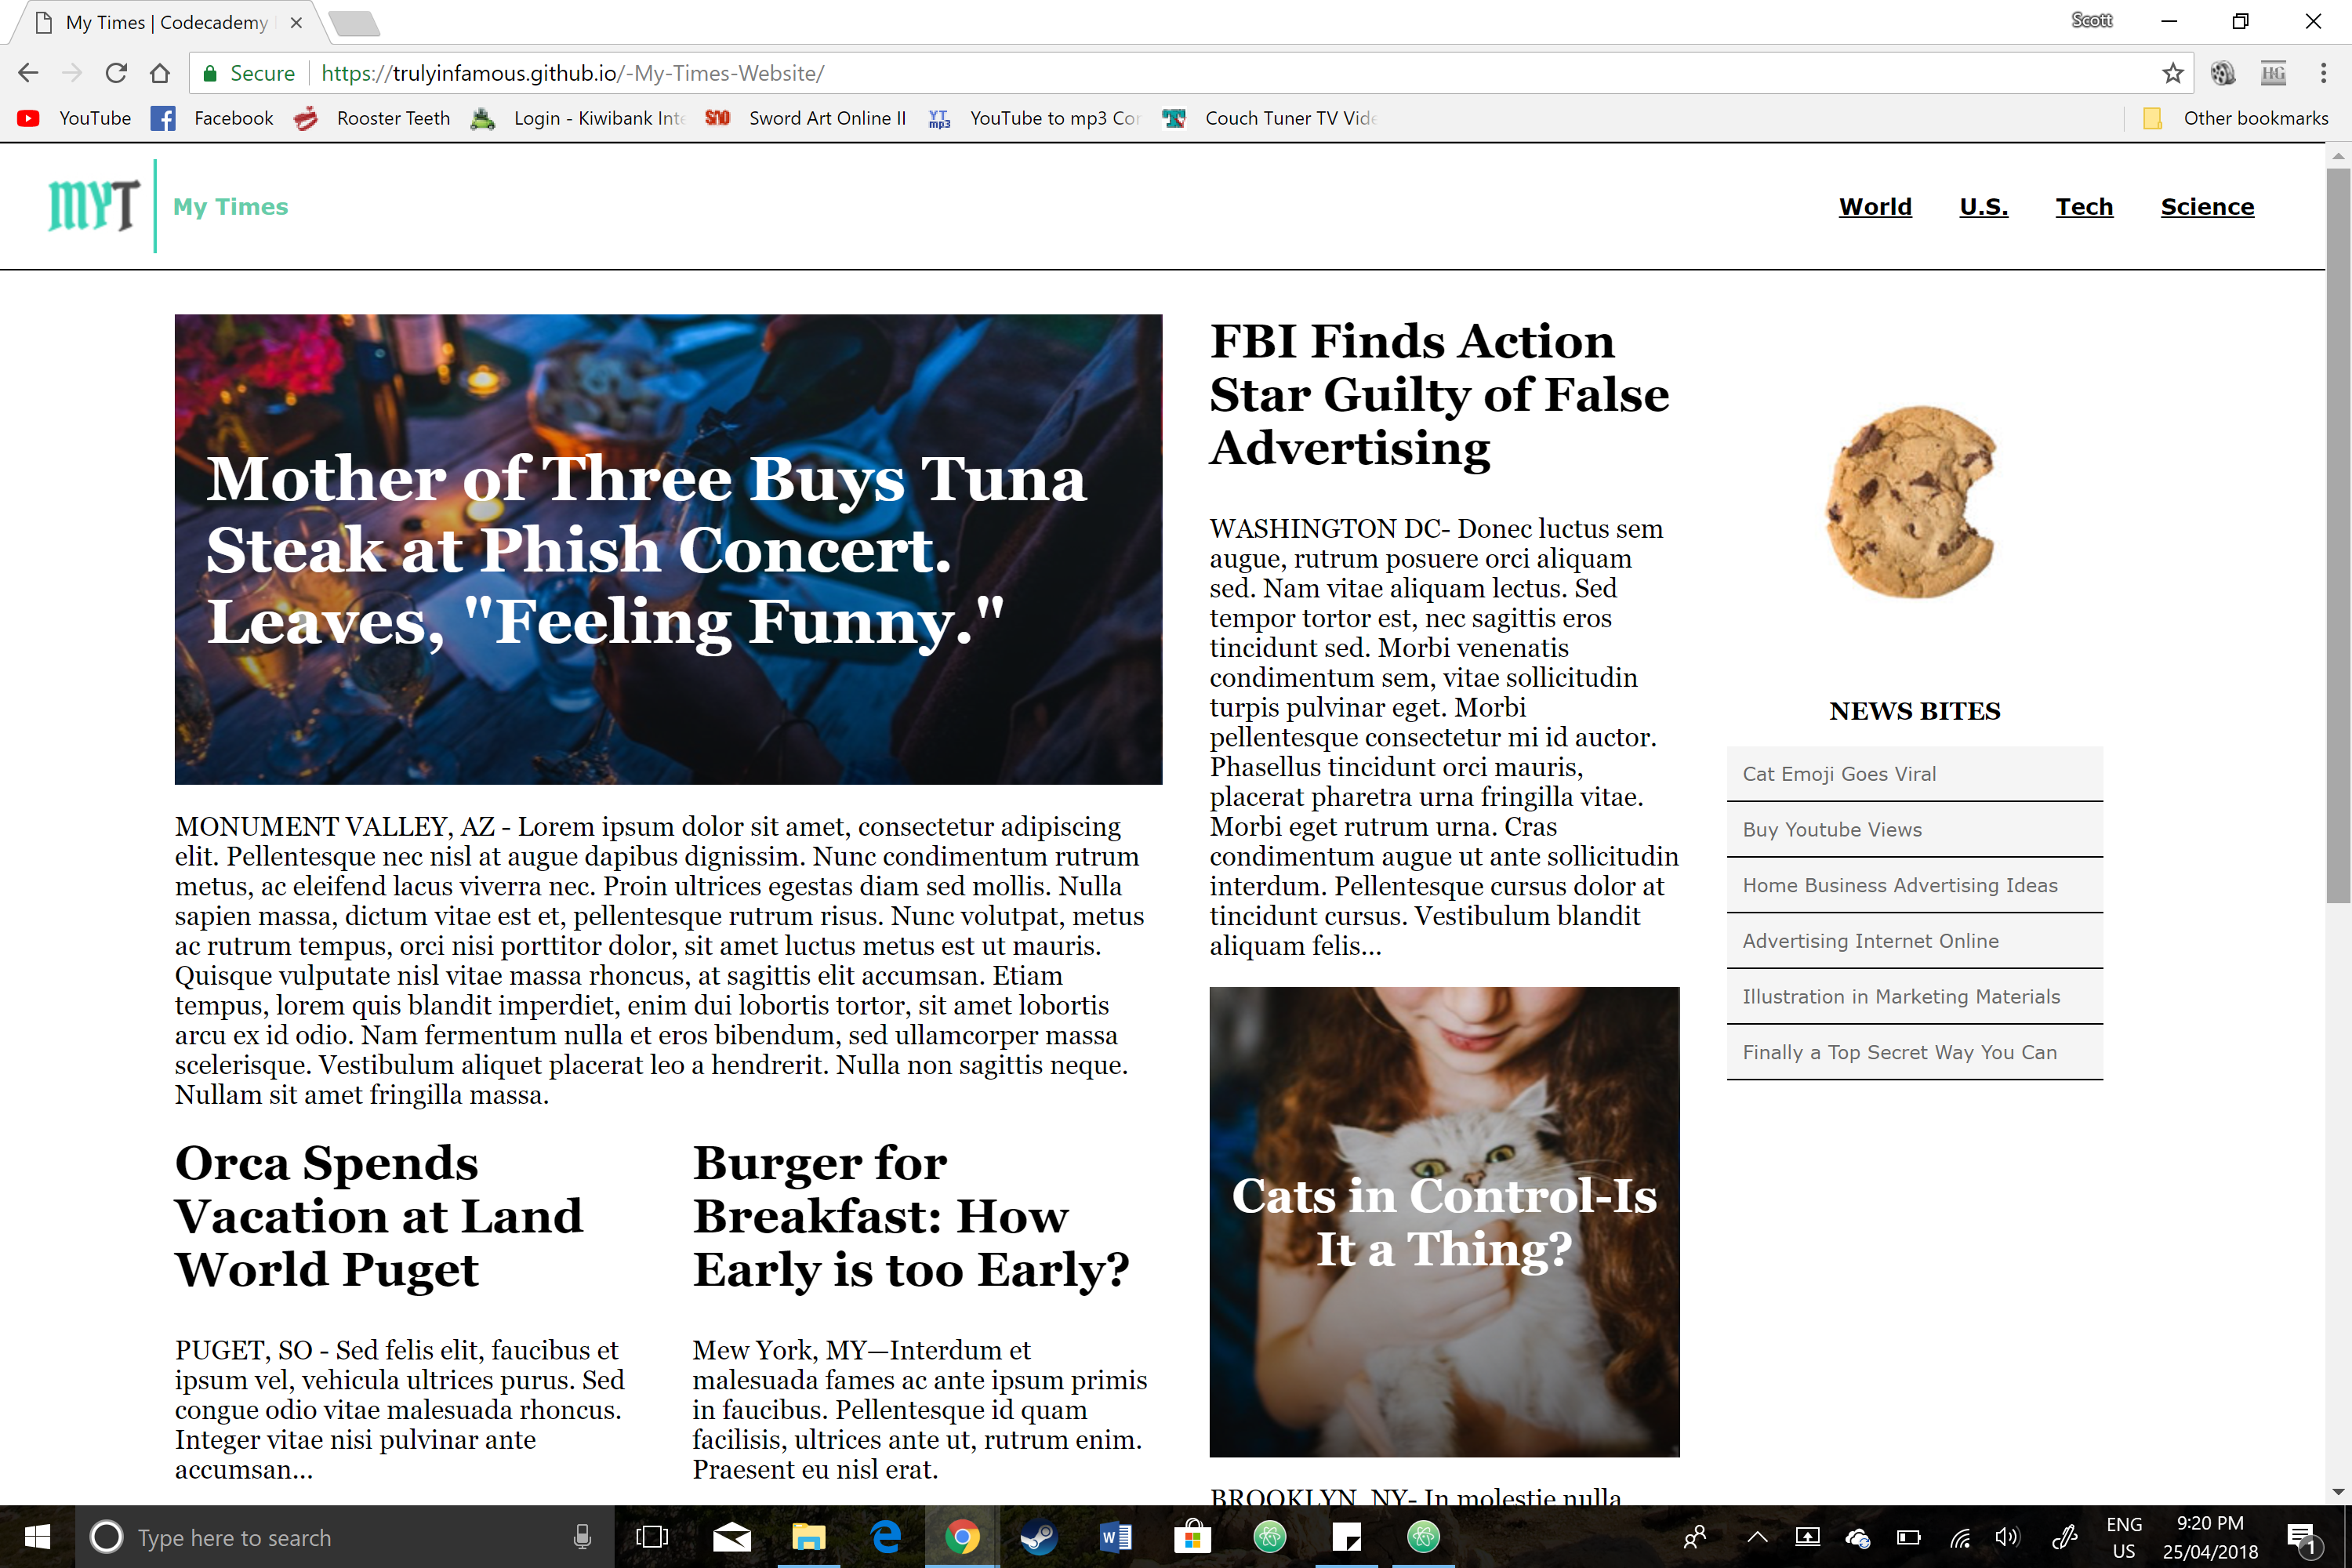 My Times | Codecademy
Scott
Secure
https://trulyinfamous.github.io/-My-Times-Website/
HG
YouTube
Facebook
Rooster Teeth
Login - Kiwibank Inte
SAO
Sword Art Online II
YT mp3
YouTube to mp3 Cor
Couch Tuner TV Vide
Other bookmarks
MYT
My Times
World
U.S.
Tech
Science
Mother of Three Buys Tuna
Steak at Phish Concert.
Leaves, "Feeling Funny."
MONUMENT VALLEY, AZ - Lorem ipsum dolor sit amet, consectetur adipiscing
elit. Pellentesque nec nisl at augue dapibus dignissim. Nunc condimentum rutrum
metus, ac eleifend lacus viverra nec. Proin ultrices egestas diam sed mollis. Nulla
sapien massa, dictum vitae est et, pellentesque rutrum risus. Nunc volutpat, metus
ac rutrum tempus, orci nisi porttitor dolor, sit amet luctus metus est ut mauris.
Quisque vulputate nisl vitae massa rhoncus, at sagittis elit accumsan. Etiam
tempus, lorem quis blandit imperdiet, enim dui lobortis tortor, sit amet lobortis
arcu ex id odio. Nam fermentum nulla et eros bibendum, sed ullamcorper massa
scelerisque. Vestibulum aliquet placerat leo a hendrerit. Nulla non sagittis neque.
Nullam sit amet fringilla massa.
Orca Spends
Vacation at Land
World Puget
PUGET, SO - Sed felis elit, faucibus et
ipsum vel, vehicula ultrices purus. Sed
congue odio vitae malesuada rhoncus.
Integer vitae nisi pulvinar ante
accumsan...
Burger for
Breakfast: How
Early is too Early?
Mew York, MY—Interdum et
malesuada fames ac ante ipsum primis
in faucibus. Pellentesque id quam
facilisis, ultrices ante ut, rutrum enim.
Praesent eu nisl erat.
FBI Finds Action
Star Guilty of False
Advertising
WASHINGTON DC- Donec luctus sem
augue, rutrum posuere orci aliquam
sed. Nam vitae aliquam lectus. Sed
tempor tortor est, nec sagittis eros
tincidunt sed. Morbi venenatis
condimentum sem, vitae sollicitudin
turpis pulvinar eget. Morbi
pellentesque consectetur mi id auctor.
Phasellus tincidunt orci mauris,
placerat pharetra urna fringilla vitae.
Morbi eget rutrum urna. Cras
condimentum augue ut ante sollicitudin
interdum. Pellentesque cursus dolor at
tincidunt cursus. Vestibulum blandit
aliquam felis...
Cats in Control-Is
It a Thing?
BROOKLYN, NY- In molestie nulla
NEWS BITES
Cat Emoji Goes Viral
Buy Youtube Views
Home Business Advertising Ideas
Advertising Internet Online
Illustration in Marketing Materials
Finally a Top Secret Way You Can
Type here to search
ENG
US
9:20 PM
25/04/2018
1